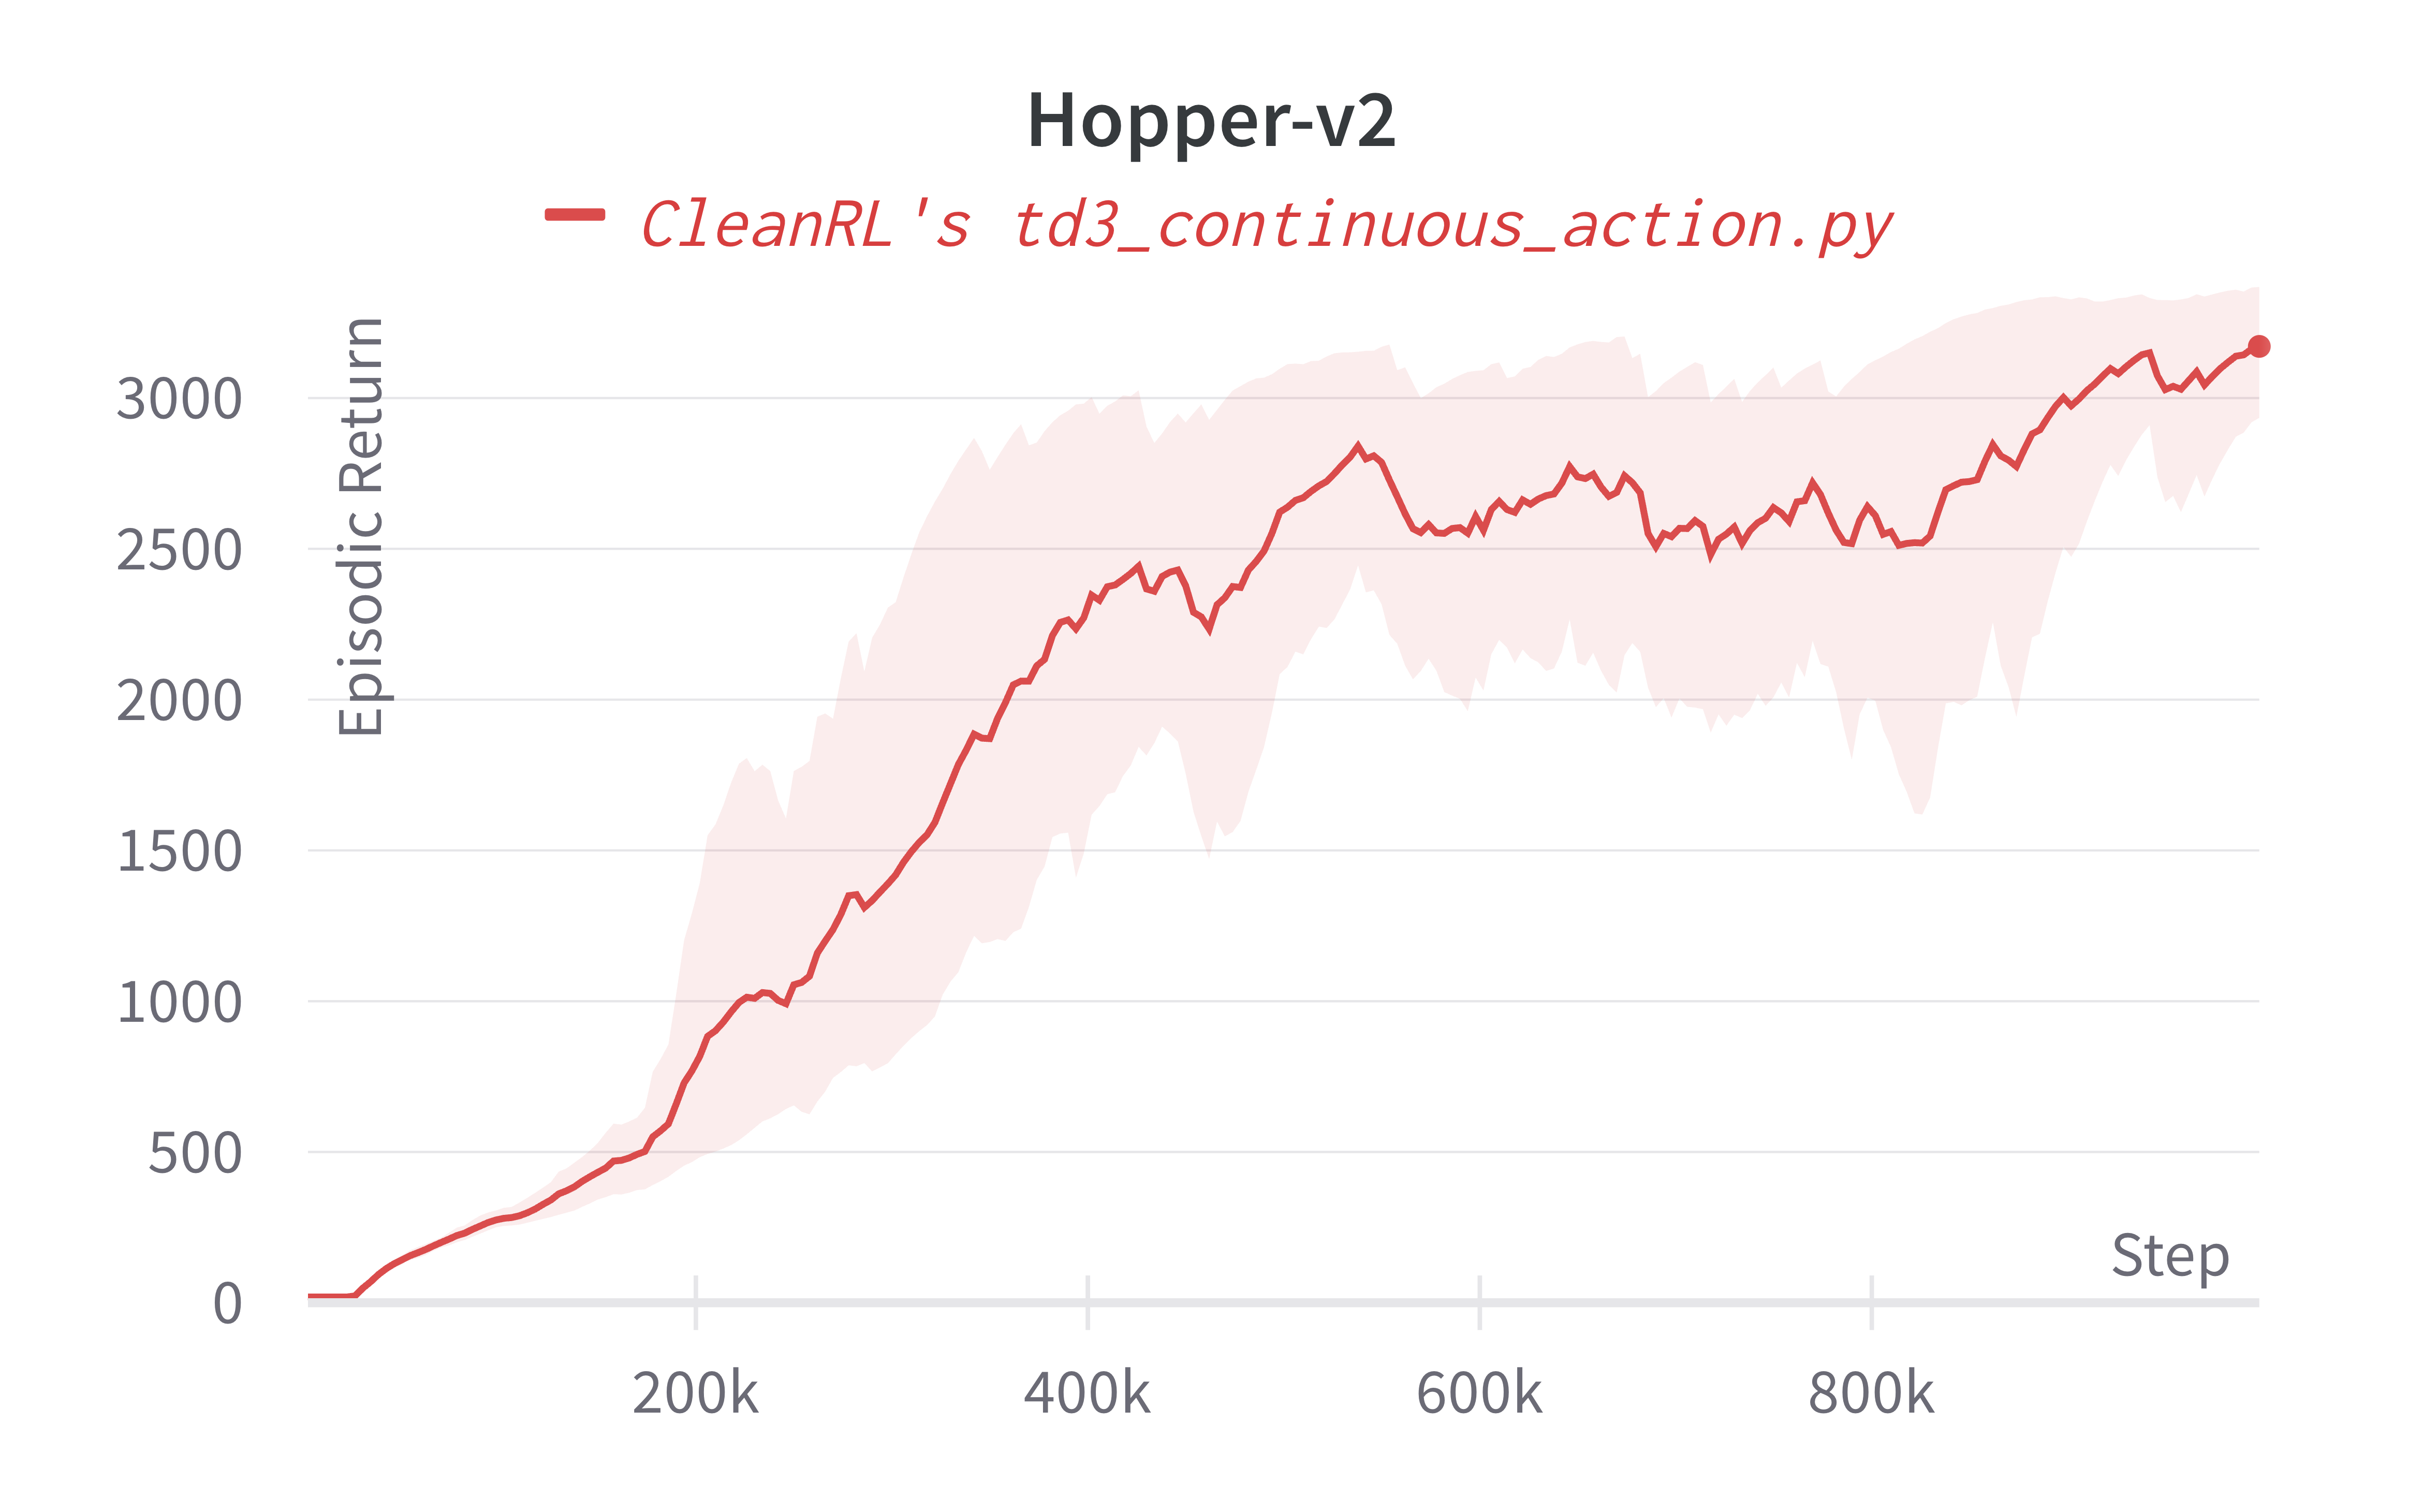 Hopper-v2
CleanRL's td3_continuous_action.py
Episodic Return
3000
2500
2000
1500
1000
500
0
Step
200k
400k
600k
800k